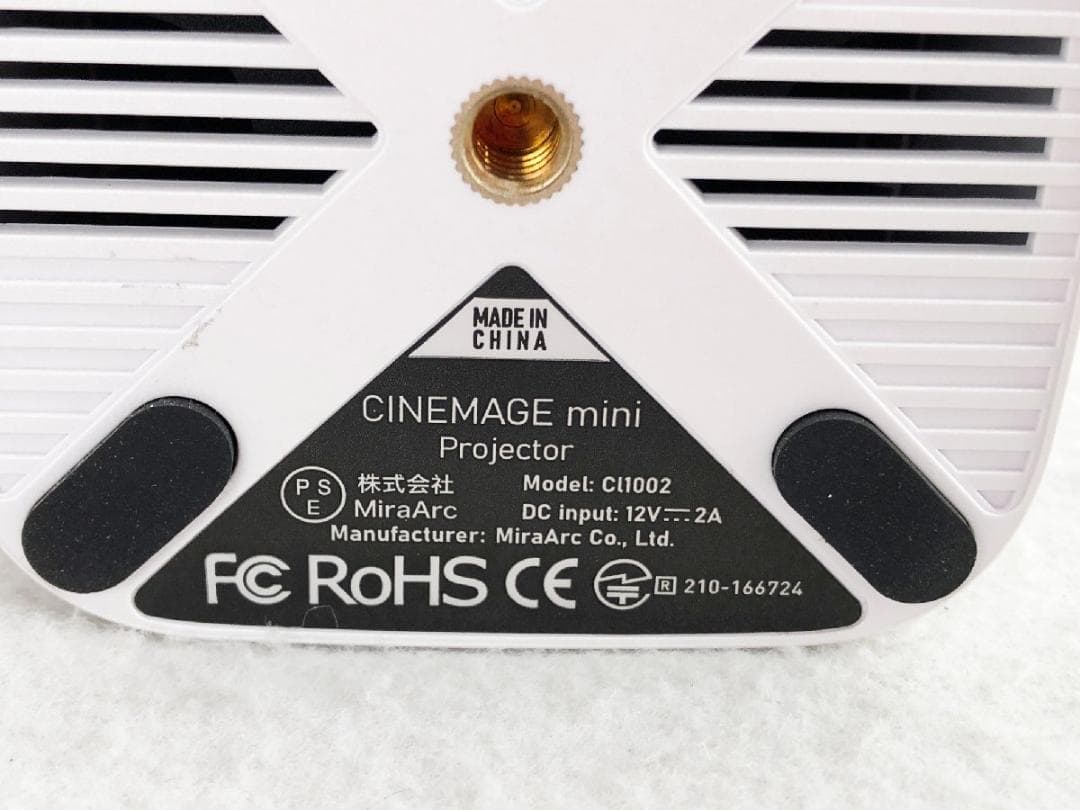 MADE IN
CHINA
CINEMAGE mini
Projector
PSE 株式会社 MiraArc
Model: CI1002
DC input: 12V⎓2A
Manufacturer: MiraArc Co., Ltd.
FC RoHS CE R 210-166724